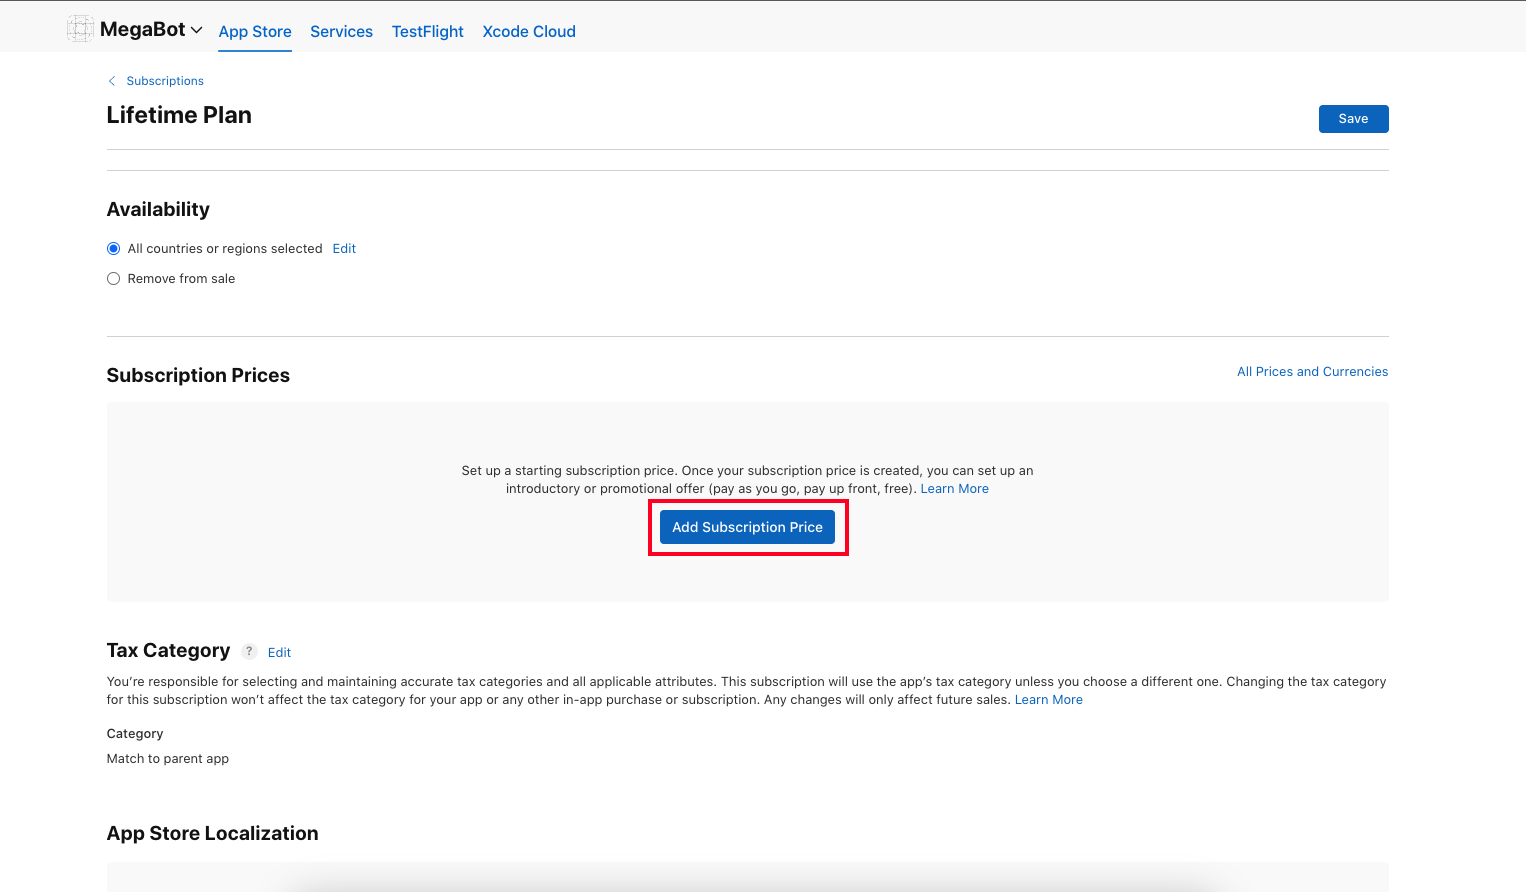 MegaBot App Store Services TestFlight Xcode Cloud
Subscriptions
Lifetime Plan
Save
Availability
All countries or regions selected Edit
Remove from sale
Subscription Prices
All Prices and Currencies
Set up a starting subscription price. Once your subscription price is created, you can set up an
introductory or promotional offer (pay as you go, pay up front, free). Learn More
Add Subscription Price
Tax Category ? Edit
You’re responsible for selecting and maintaining accurate tax categories and all applicable attributes. This subscription will use the app’s tax category unless you choose a different one. Changing the tax category
for this subscription won’t affect the tax category for your app or any other in-app purchase or subscription. Any changes will only affect future sales. Learn More
Category
Match to parent app
App Store Localization